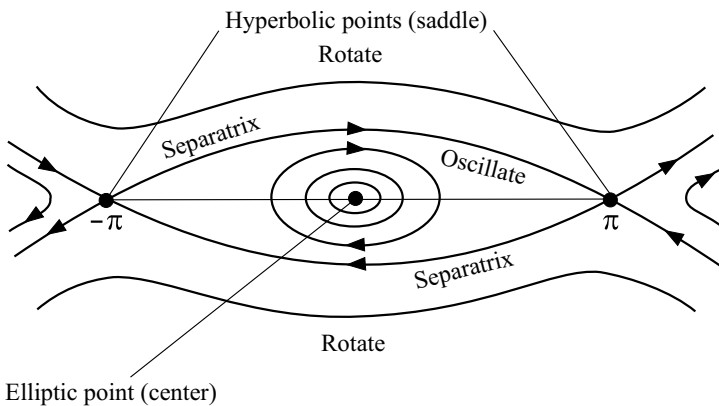 Hyperbolic points (saddle)
Rotate
Separatrix
Oscillate
−π
π
Separatrix
Rotate
Elliptic point (center)